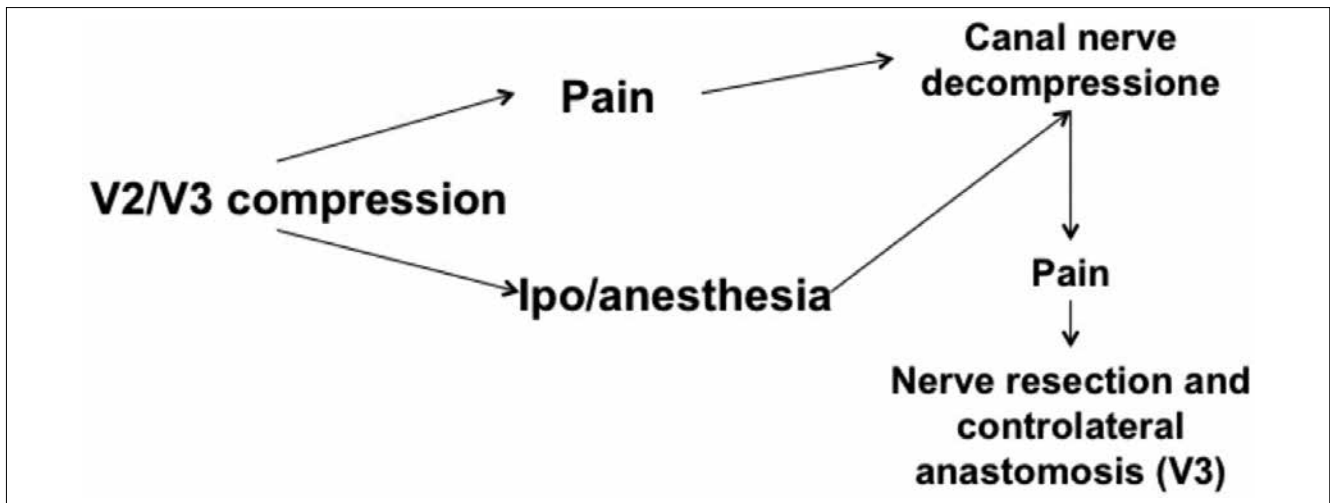 Canal nerve
decompressione
Pain
V2/V3 compression
Ipo/anesthesia
Pain
Nerve resection and
controlateral
anastomosis (V3)